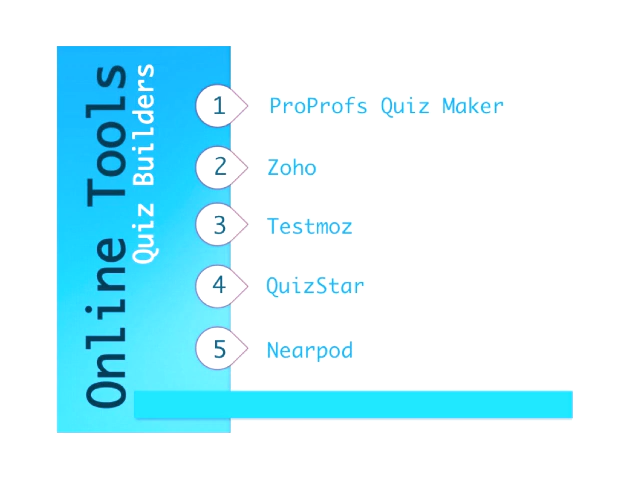 Online Tools
Quiz Builders
1 ProProfs Quiz Maker
2 Zoho
3 Testmoz
4 QuizStar
5 Nearpod